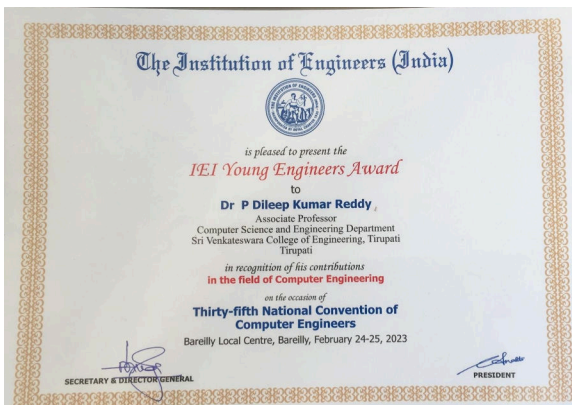 The Institution of Engineers (India)
is pleased to present the
IEI Young Engineers Award
to
Dr P Dileep Kumar Reddy
Associate Professor
Computer Science and Engineering Department
Sri Venkateswara College of Engineering, Tirupati
Tirupati
in recognition of his contributions
in the field of Computer Engineering
on the occasion of
Thirty-fifth National Convention of
Computer Engineers
Bareilly Local Centre, Bareilly, February 24-25, 2023
SECRETARY & DIRECTOR GENERAL
PRESIDENT